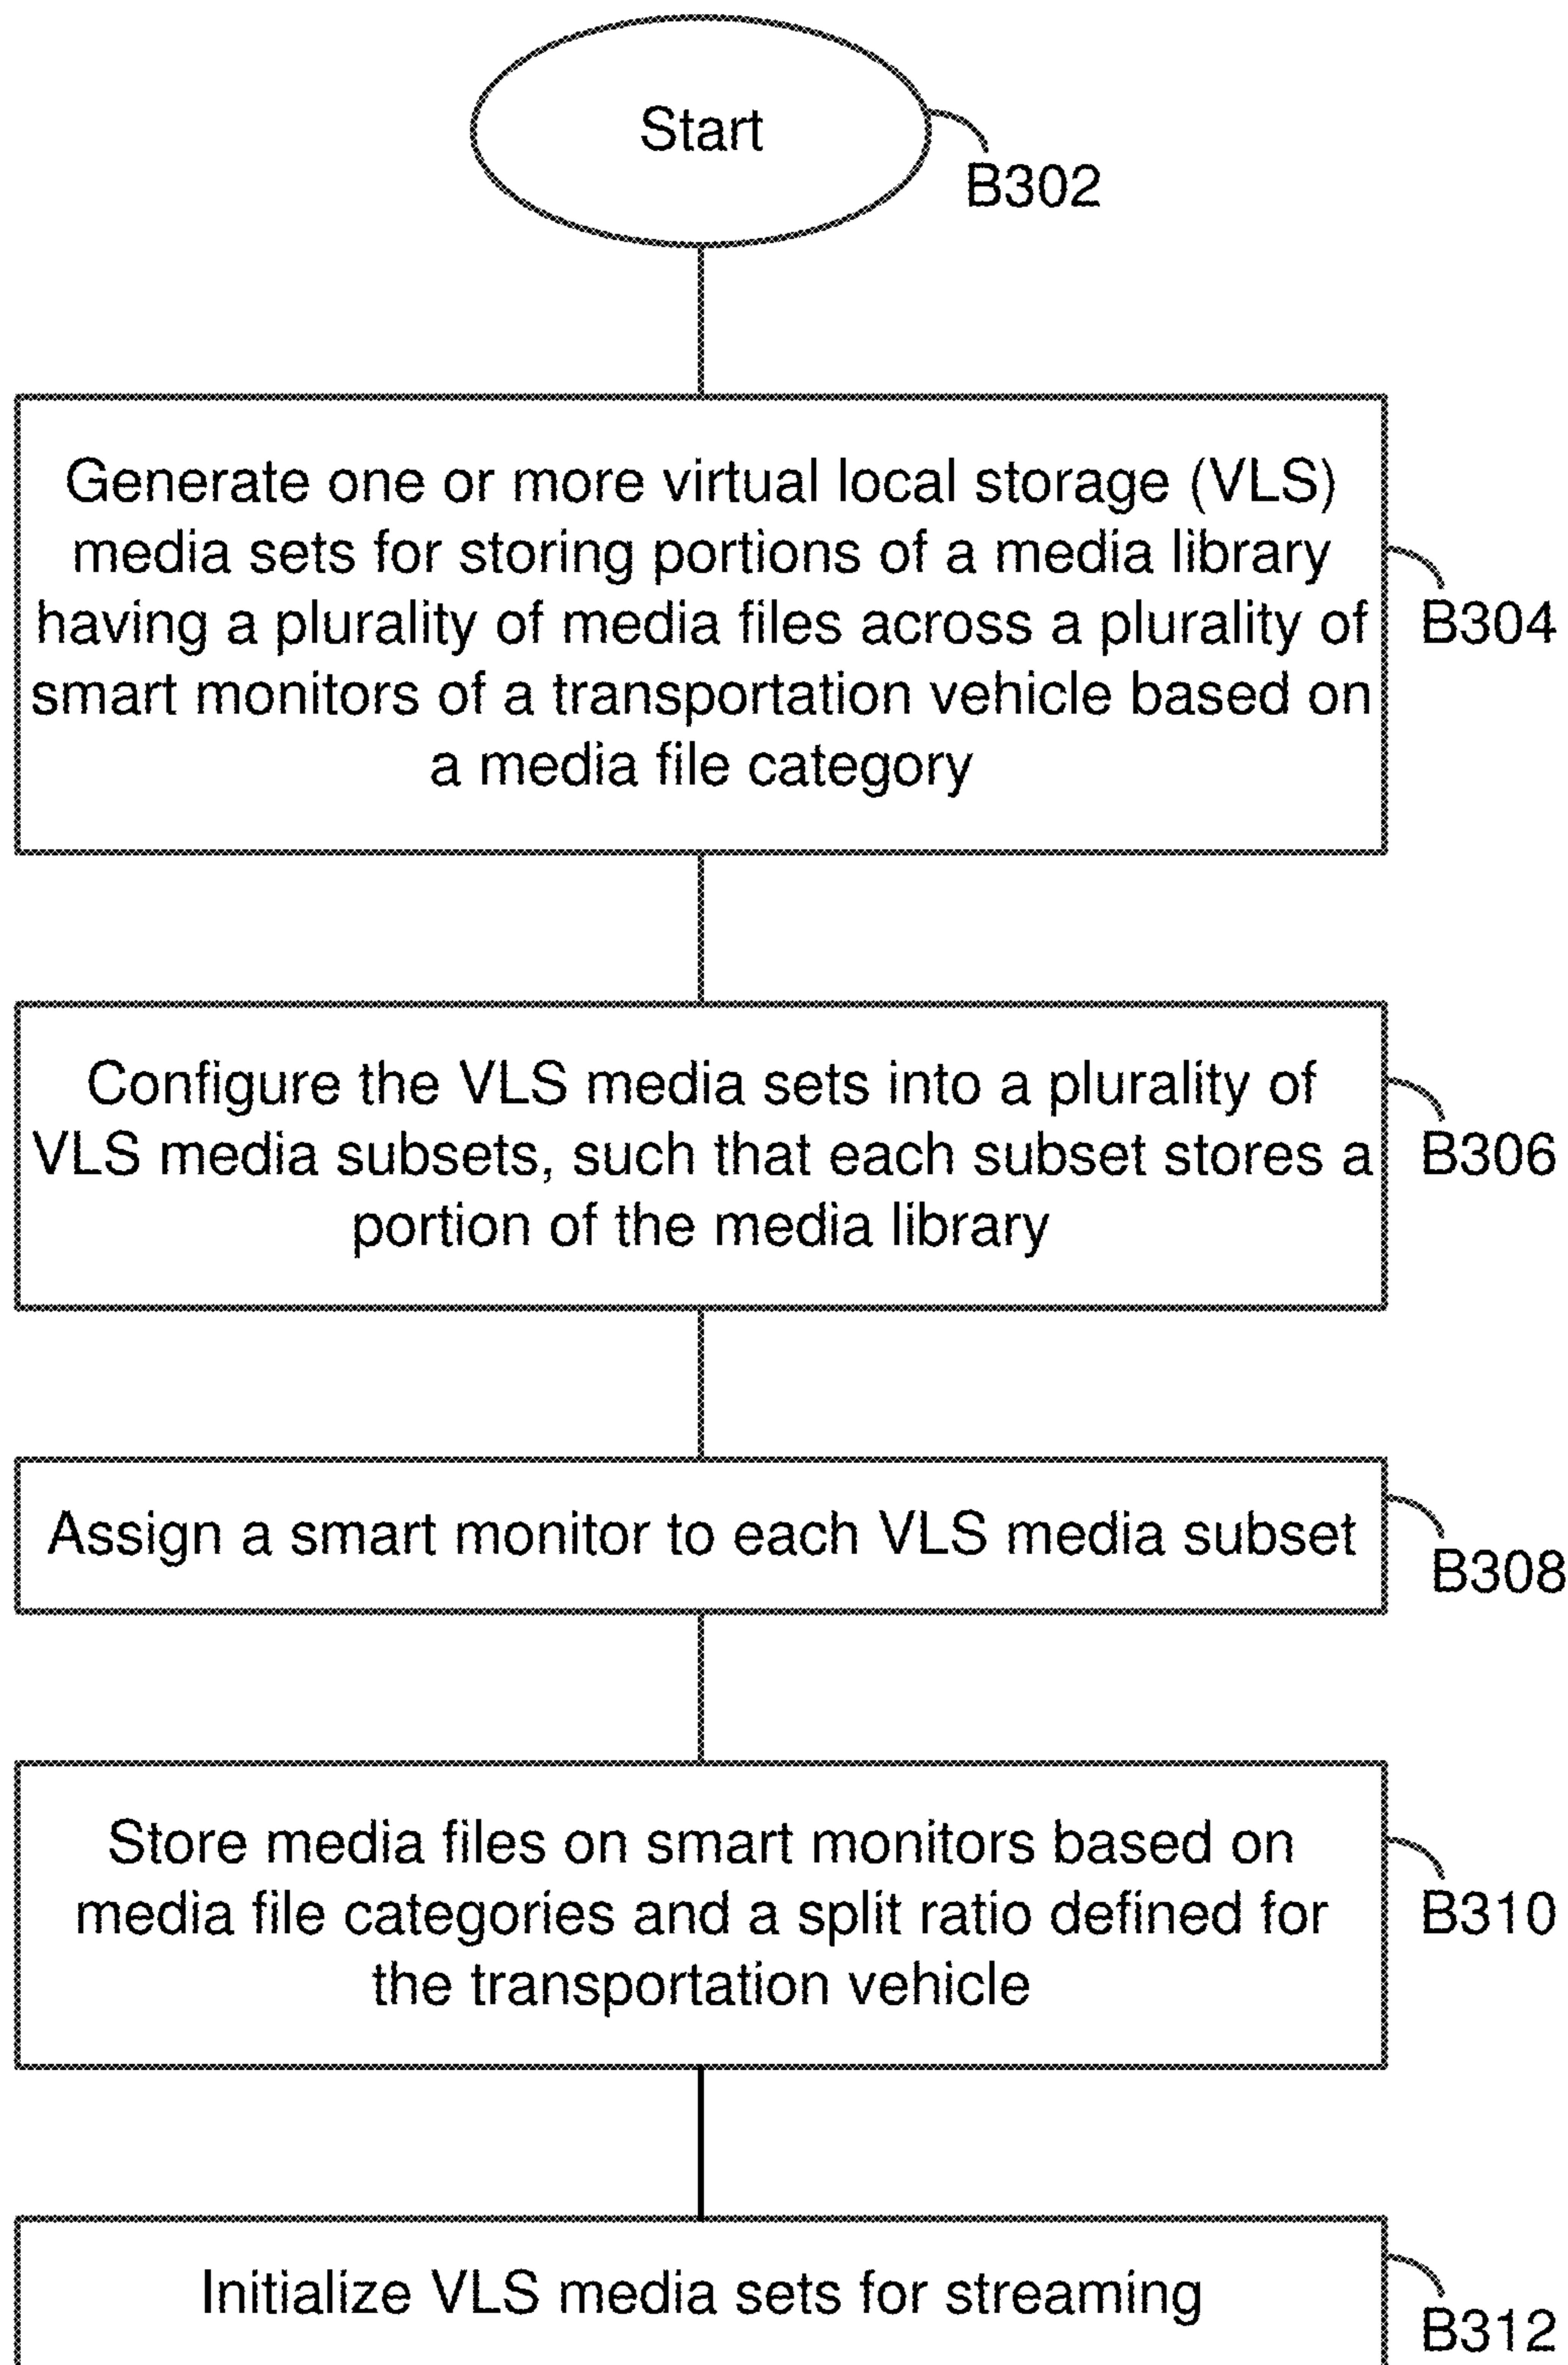 Start
B302
Generate one or more virtual local storage (VLS)
media sets for storing portions of a media library
having a plurality of media files across a plurality of
smart monitors of a transportation vehicle based on
a media file category
B304
Configure the VLS media sets into a plurality of
VLS media subsets, such that each subset stores a
portion of the media library
B306
Assign a smart monitor to each VLS media subset
B308
Store media files on smart monitors based on
media file categories and a split ratio defined for
the transportation vehicle
B310
Initialize VLS media sets for streaming
B312